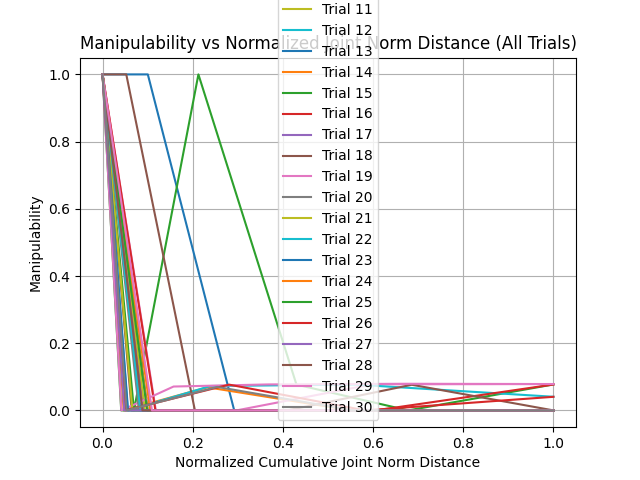 Trial 11
Trial 12
Manipulability vs Normalized Joint Norm Distance (All Trials)
Trial 13
Trial 14
Trial 15
Trial 16
Trial 17
Trial 18
Trial 19
Trial 20
Trial 21
Trial 22
Trial 23
Trial 24
Trial 25
Trial 26
Trial 27
Trial 28
Trial 29
Trial 30
1.0
0.8
0.6
0.4
0.2
0.0
Manipulability
0.0 0.2 0.4 0.6 0.8 1.0
Normalized Cumulative Joint Norm Distance